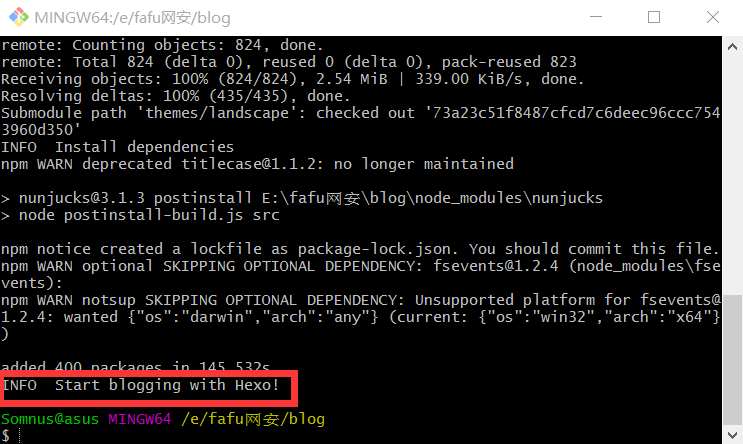 MINGW64:/e/fafu网安/blog
remote: Counting objects: 824, done.
remote: Total 824 (delta 0), reused 0 (delta 0), pack-reused 823
Receiving objects: 100% (824/824), 2.54 MiB | 339.00 KiB/s, done.
Resolving deltas: 100% (435/435), done.
Submodule path 'themes/landscape': checked out '73a23c51f8487cfcd7c6deec96ccc754
3960d350'
INFO  Install dependencies
npm WARN deprecated titlecase@1.1.2: no longer maintained
> nunjucks@3.1.3 postinstall E:\fafu网安\blog\node_modules\nunjucks
> node postinstall-build.js src
npm notice created a lockfile as package-lock.json. You should commit this file.
npm WARN optional SKIPPING OPTIONAL DEPENDENCY: fsevents@1.2.4 (node_modules\fse
vents):
npm WARN notsup SKIPPING OPTIONAL DEPENDENCY: Unsupported platform for fsevents@
1.2.4: wanted {"os":"darwin","arch":"any"} (current: {"os":"win32","arch":"x64"}
)
added 400 packages in 145.532s
INFO  Start blogging with Hexo!
Somnus@asus MINGW64 /e/fafu网安/blog
$